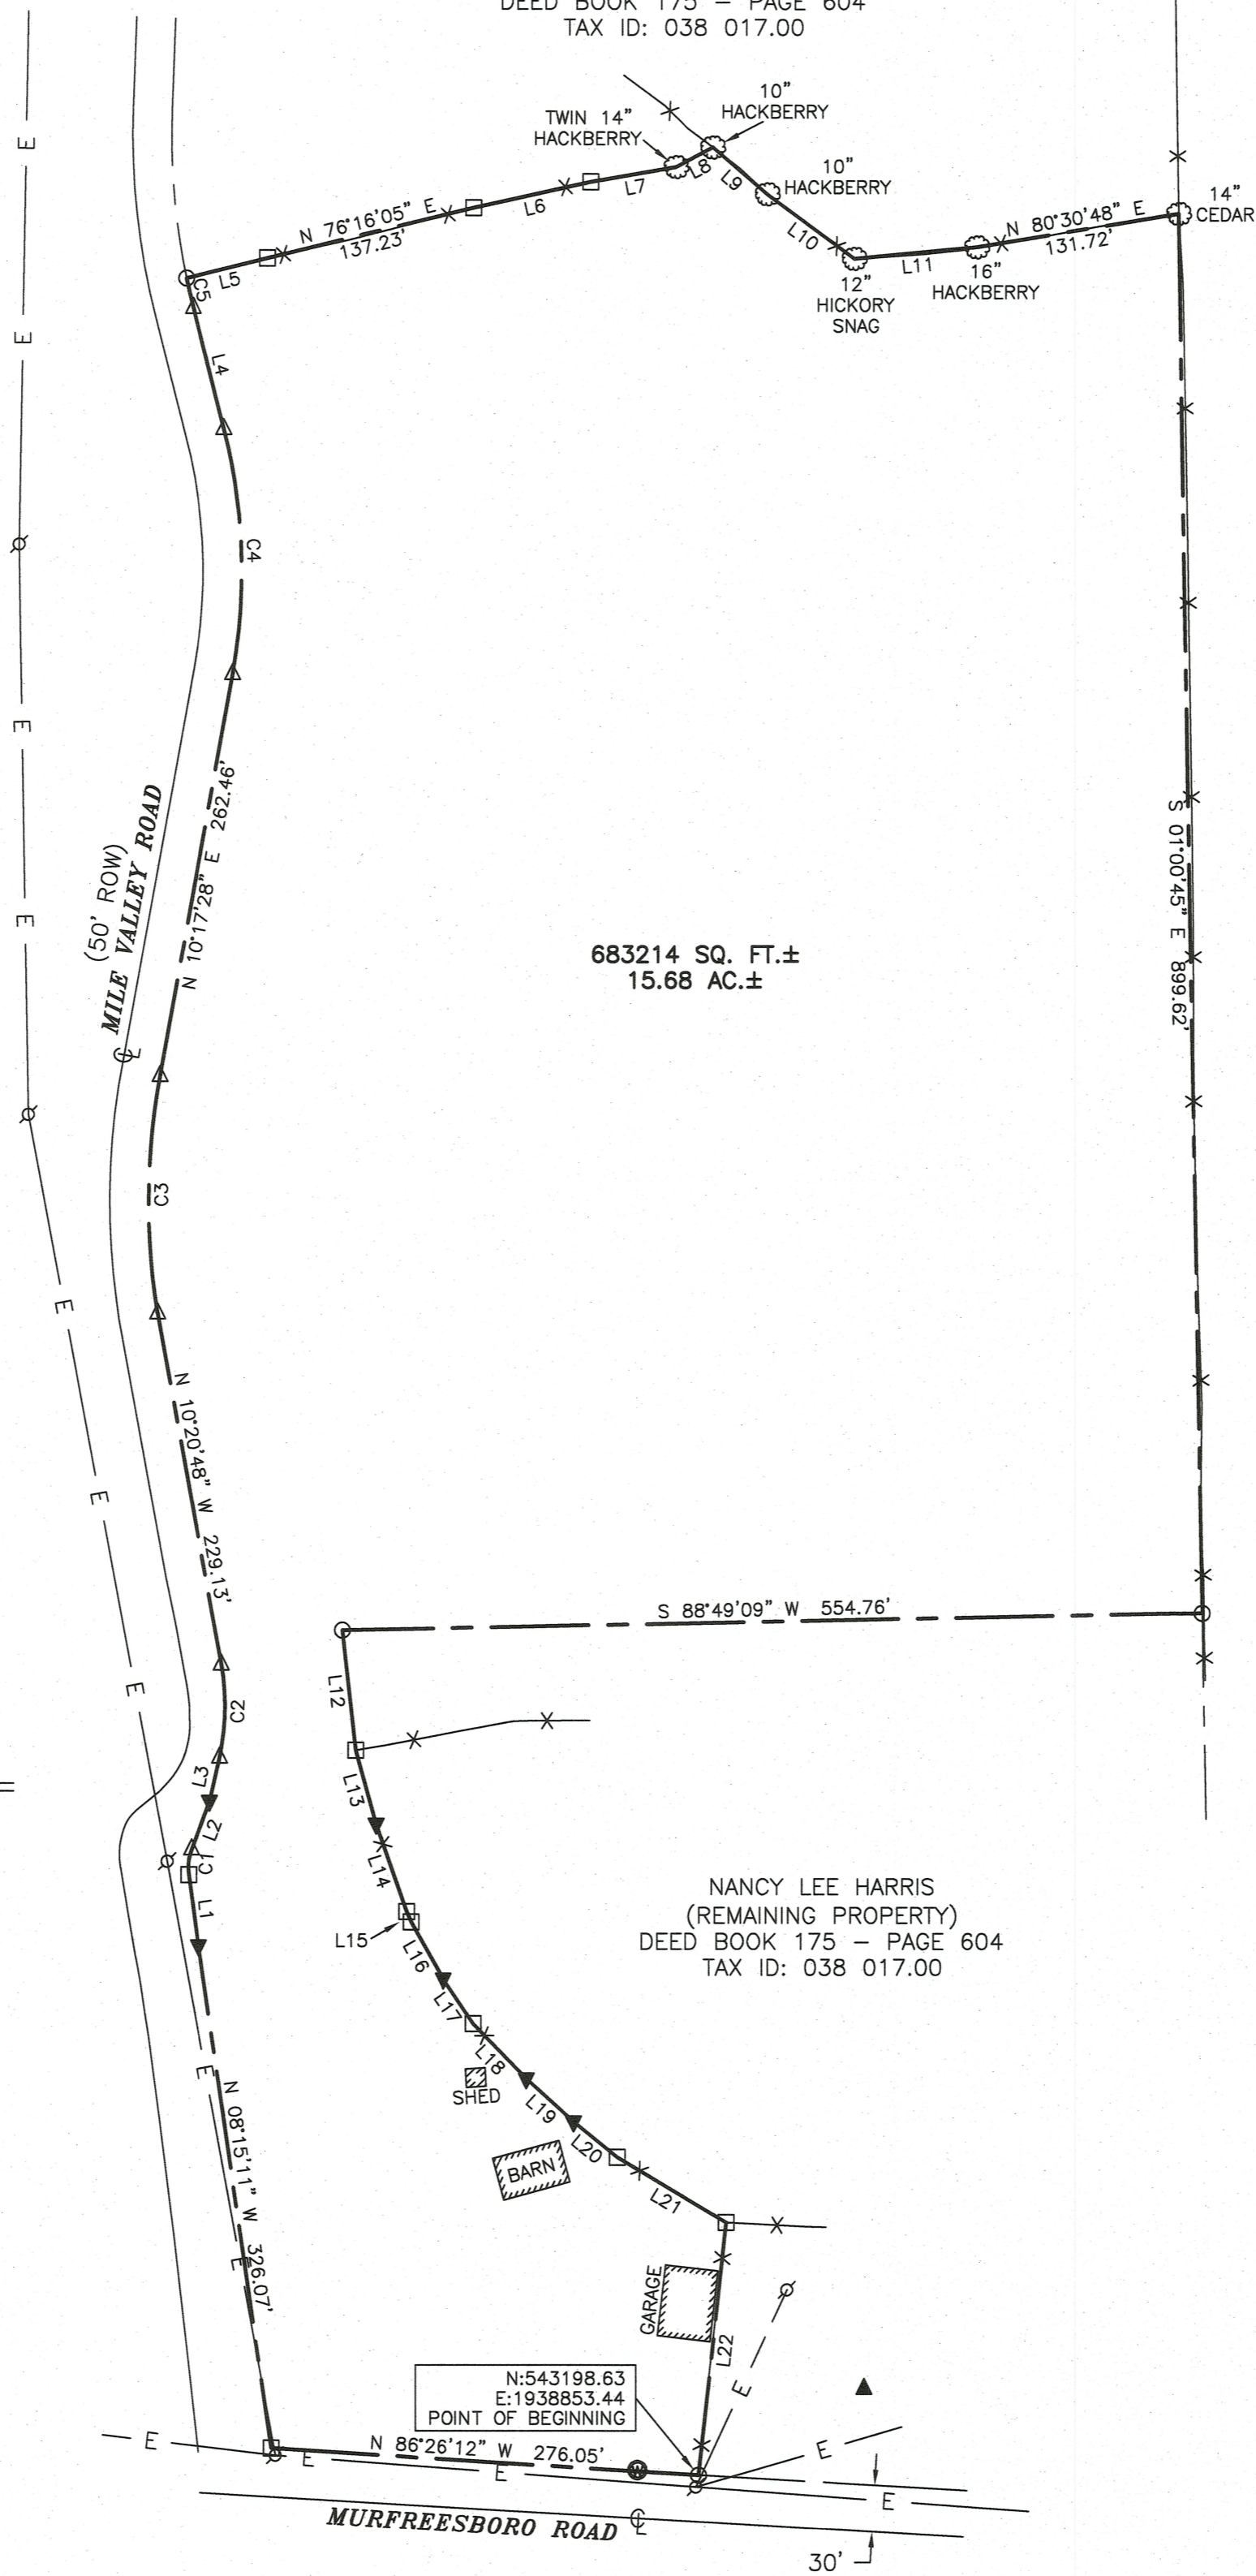 DEED BOOK 175 – PAGE 604
TAX ID: 038 017.00
10"
HACKBERRY
TWIN 14"
HACKBERRY
10"
HACKBERRY
14"
CEDAR
L8
L9
L7
L6
N 76°16'05" E
137.23'
L5
C5
L10
N 80°30'48" E
131.72'
L11
16"
HACKBERRY
12"
HICKORY
SNAG
E
E
L4
C4
E
N 10°17'28" E 262.46'
(50' ROW)
MILE VALLEY ROAD
S 01°00'45" E 899.62'
E
683214 SQ. FT.±
15.68 AC.±
℄
C3
E
N 10°20'48" W 229.13'
E
S 88°49'09" W 554.76'
E
L12
C2
L3
L13
L2
C1
L14
L1
L15
L16
NANCY LEE HARRIS
(REMAINING PROPERTY)
DEED BOOK 175 – PAGE 604
TAX ID: 038 017.00
L17
L18
SHED
E
L19
L20
BARN
L21
N 08°15'11" W 326.07'
E
GARAGE
L22
E
N:543198.63
E:1938853.44
POINT OF BEGINNING
E
N 86°26'12" W 276.05'
E
E
W
E
E
MURFREESBORO ROAD
℄
30'